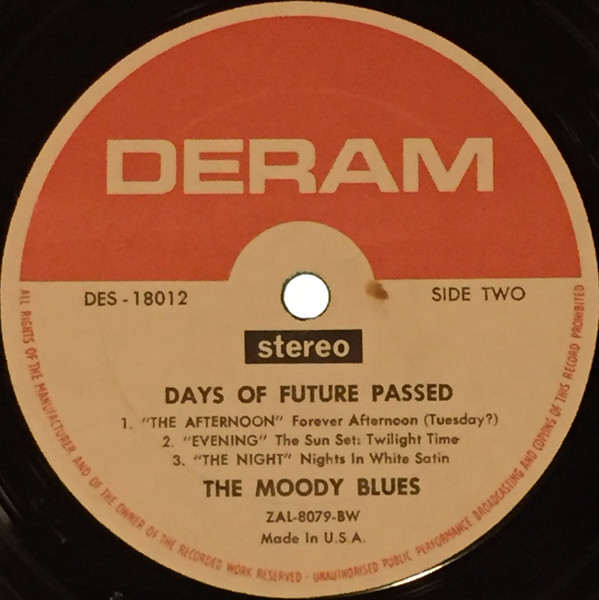 DERAM
DES - 18012
SIDE TWO
stereo
DAYS OF FUTURE PASSED
1. "THE AFTERNOON" Forever Afternoon (Tuesday?)
2. "EVENING" The Sun Set: Twilight Time
3. "THE NIGHT" Nights In White Satin
THE MOODY BLUES
ZAL-8079-BW
Made In U.S.A.
ALL RIGHTS OF THE MANUFACTURER AND OF THE OWNER OF THE RECORDED WORK RESERVED · UNAUTHORISED PUBLIC PERFORMANCE BROADCASTING AND COPYING OF THIS RECORD PROHIBITED